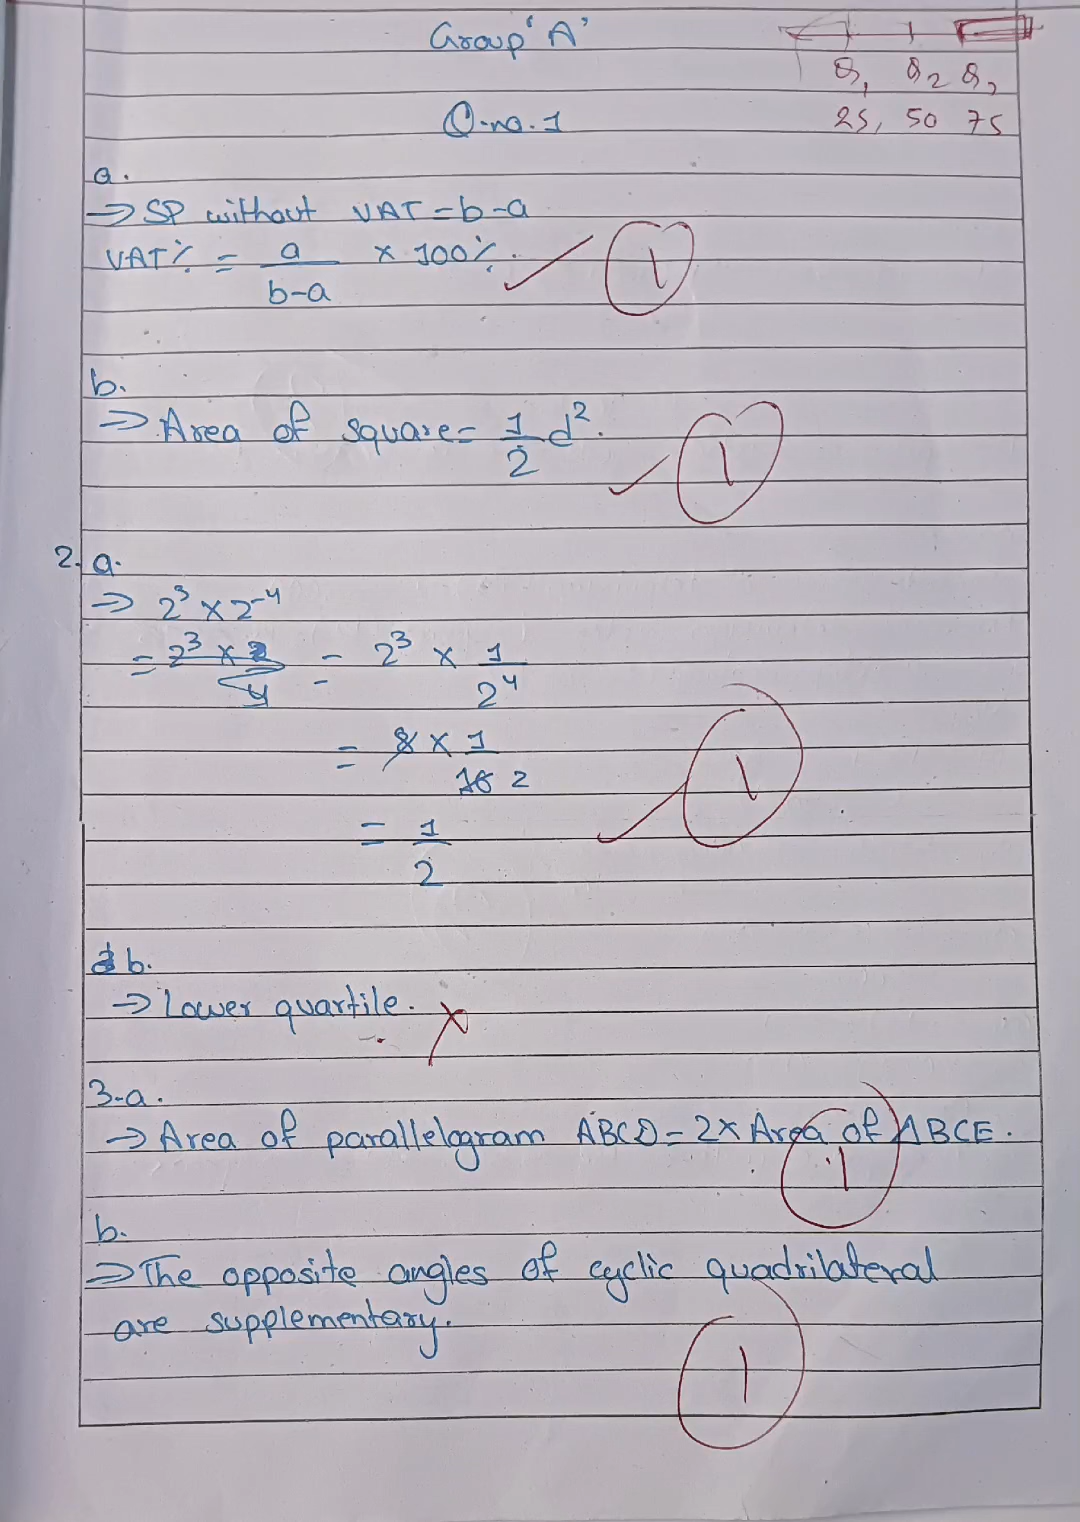 Group 'A'
Q₁ Q₂ Q₃
25, 50 75
Q.no.1
a.
⇒ SP without VAT = b-a
VAT% = a/(b-a) × 100%.
1
b.
⇒ Area of square = 1/2 d².
1
2. a.
⇒ 2³ × 2⁻⁴
= 2³ × 1/2⁴
= 8 × 1/16 2
= 1/2
1
b.
→ Lower quartile.
3.a.
→ Area of parallelogram ABCD = 2× Area of ABCE.
1
b.
⇒ The opposite angles of cyclic quadrilateral
are supplementary.
1